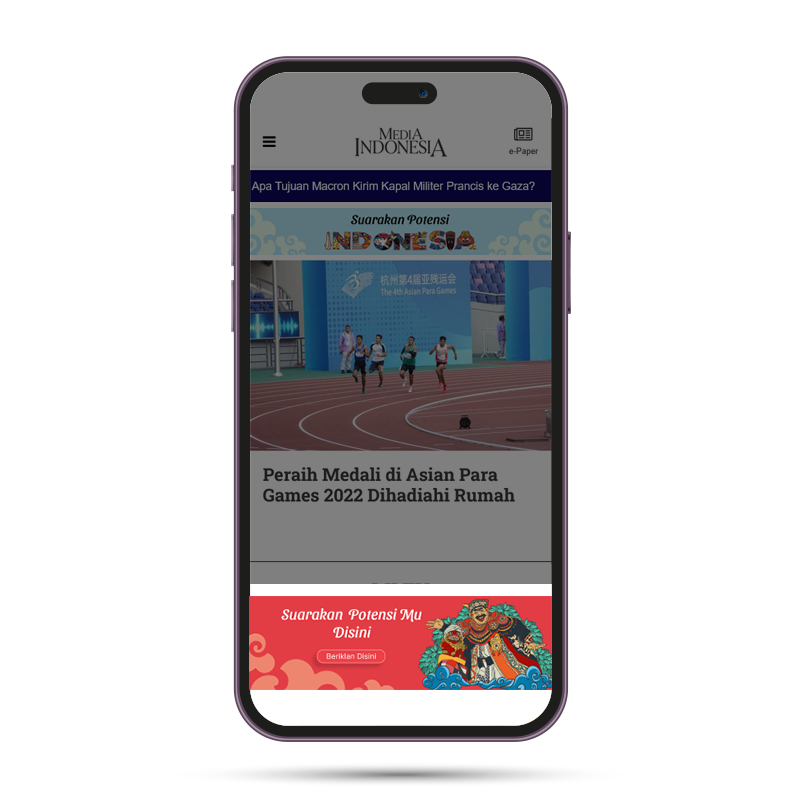 MEDIA
INDONESIA
e-Paper
Apa Tujuan Macron Kirim Kapal Militer Prancis ke Gaza?
Suarakan Potensi
INDONESIA
杭州第4届亚残运会
The 4th Asian Para Games
Peraih Medali di Asian Para
Games 2022 Dihadiahi Rumah
Suarakan Potensi Mu
Disini
Beriklan Disini